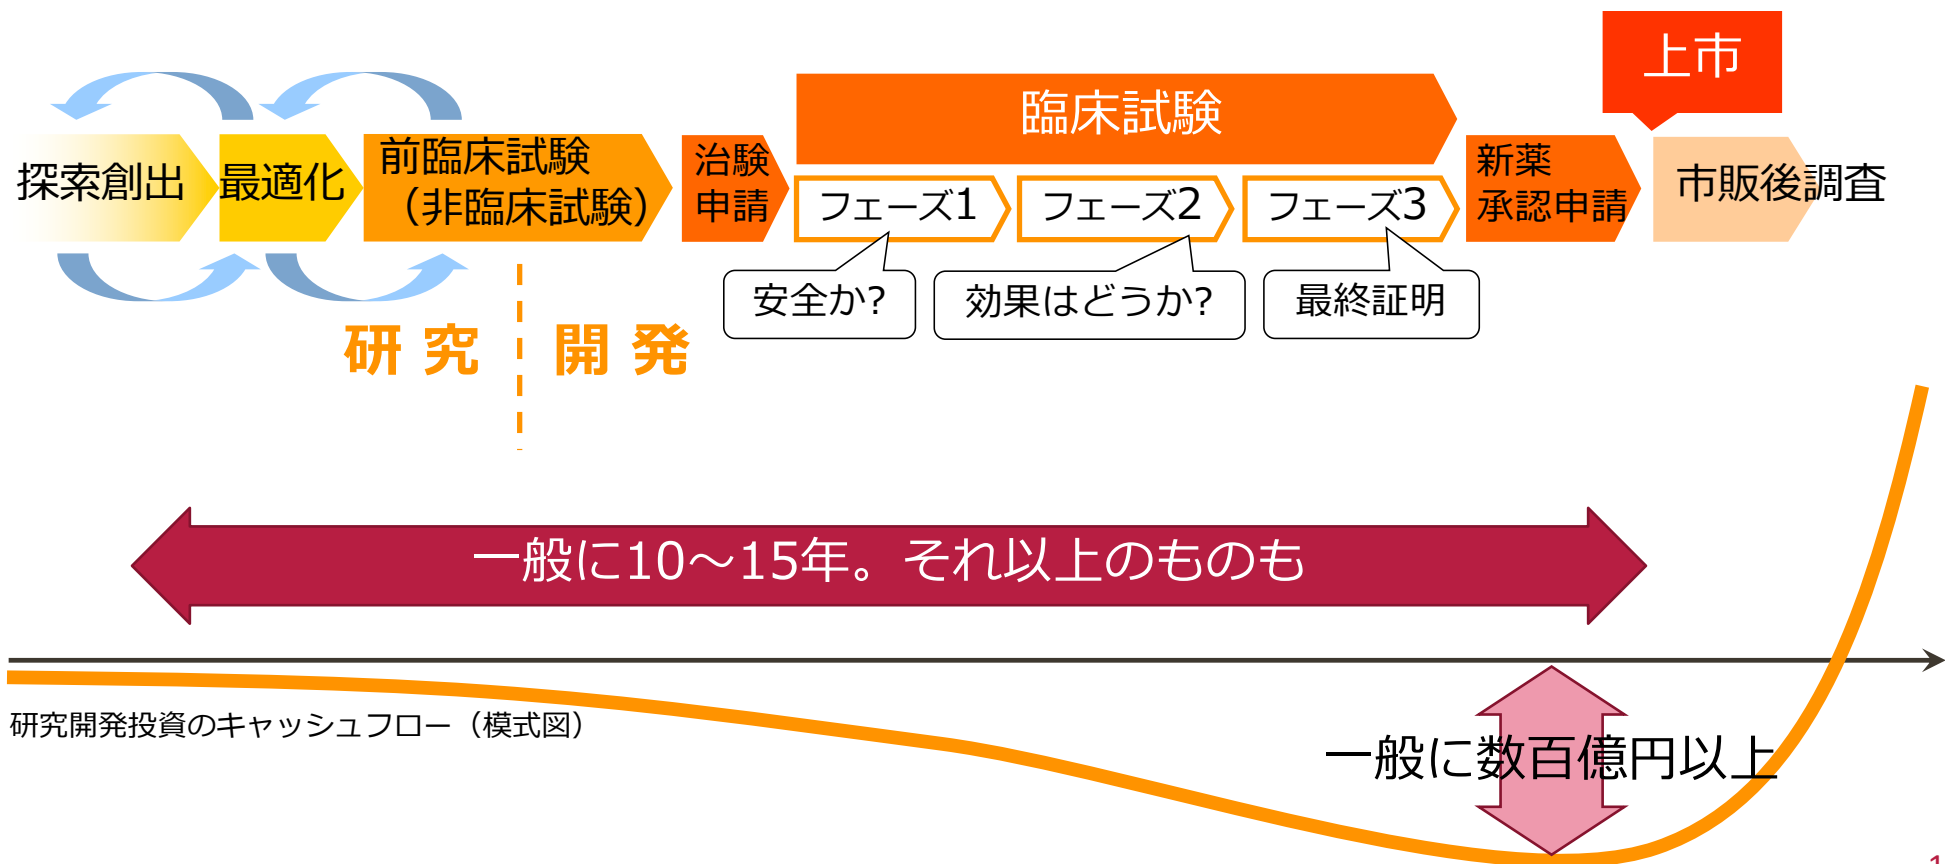 上市
臨床試験
探索創出
最適化
前臨床試験
（非臨床試験）
治験
申請
フェーズ1
フェーズ2
フェーズ3
新薬
承認申請
市販後調査
安全か?
効果はどうか?
最終証明
研 究
開 発
一般に10～15年。それ以上のものも
研究開発投資のキャッシュフロー（模式図）
一般に数百億円以上
1